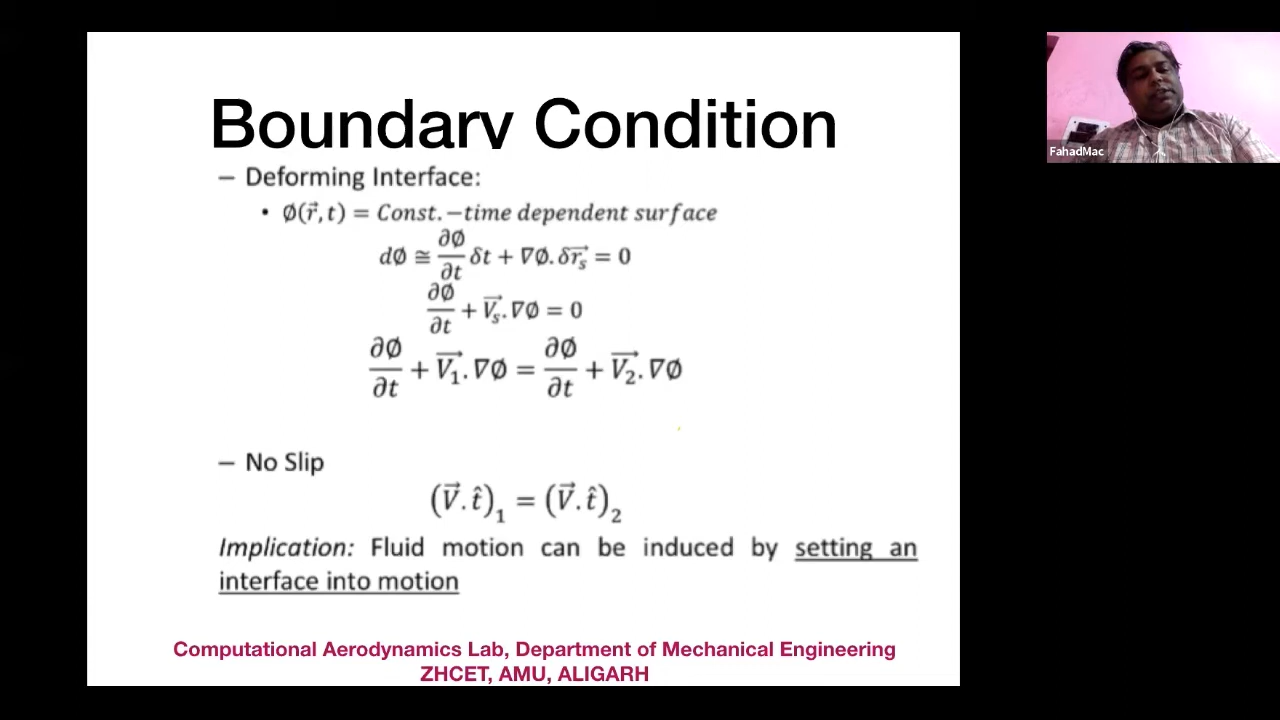 Boundary Condition
– Deforming Interface:
• ∅(r⃗, t) = Const. −time dependent surface
d∅ ≅ ∂∅/∂t δt + ∇∅. δr⃗ₛ = 0
∂∅/∂t + V⃗ₛ. ∇∅ = 0
∂∅/∂t + V⃗₁. ∇∅ = ∂∅/∂t + V⃗₂. ∇∅
– No Slip
(V⃗. t̂)₁ = (V⃗. t̂)₂
Implication: Fluid motion can be induced by setting an
interface into motion
Computational Aerodynamics Lab, Department of Mechanical Engineering
ZHCET, AMU, ALIGARH
FahadMac